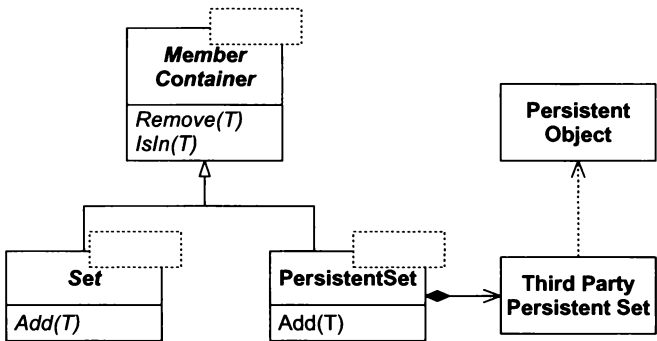 Member
Container
Remove(T)
IsIn(T)
Persistent
Object
Set
Add(T)
PersistentSet
Add(T)
Third Party
Persistent Set